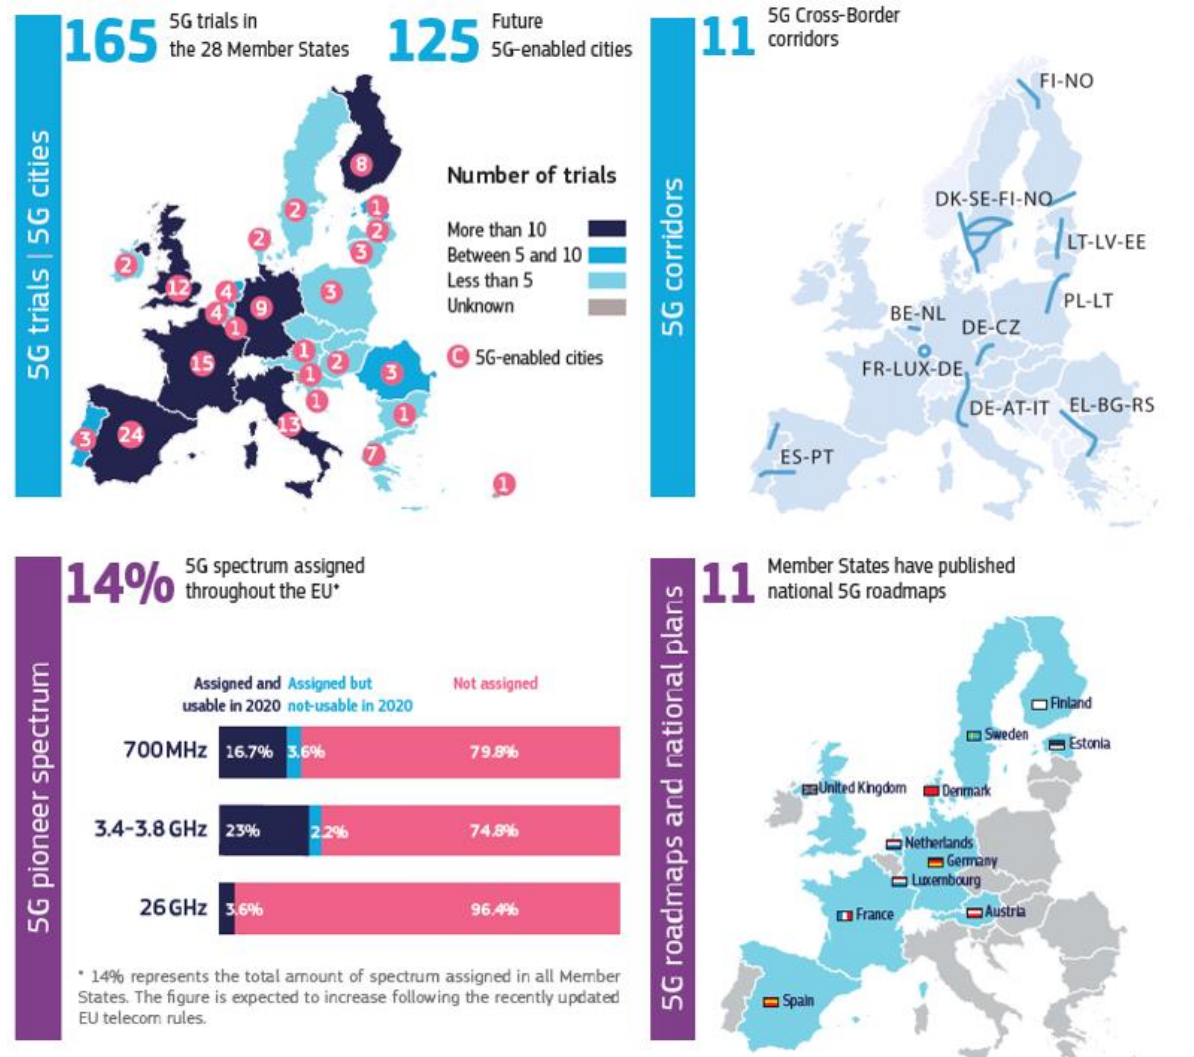 5G trials | 5G cities
165
5G trials in
the 28 Member States
125
Future
5G-enabled cities
8
2
1
2
2
3
2
12
4
4
9
1
3
15
1
2
1
3
1
1
13
24
3
7
1
Number of trials
More than 10
Between 5 and 10
Less than 5
Unknown
C 5G-enabled cities
5G corridors
11
5G Cross-Border
corridors
FI-NO
DK-SE-FI-NO
LT-LV-EE
PL-LT
BE-NL
DE-CZ
FR-LUX-DE
DE-AT-IT
EL-BG-RS
ES-PT
5G pioneer spectrum
14%
5G spectrum assigned
throughout the EU*
Assigned and
usable in 2020
Assigned but
not-usable in 2020
Not assigned
700 MHz 16.7% 3.6% 79.8%
3.4-3.8 GHz 23% 2.2% 74.8%
26 GHz 3.6% 96.4%
* 14% represents the total amount of spectrum assigned in all Member
States. The figure is expected to increase following the recently updated
EU telecom rules.
5G roadmaps and national plans
11
Member States have published
national 5G roadmaps
Finland
Sweden
Estonia
United Kingdom
Denmark
Netherlands
Germany
Luxembourg
France
Austria
Spain